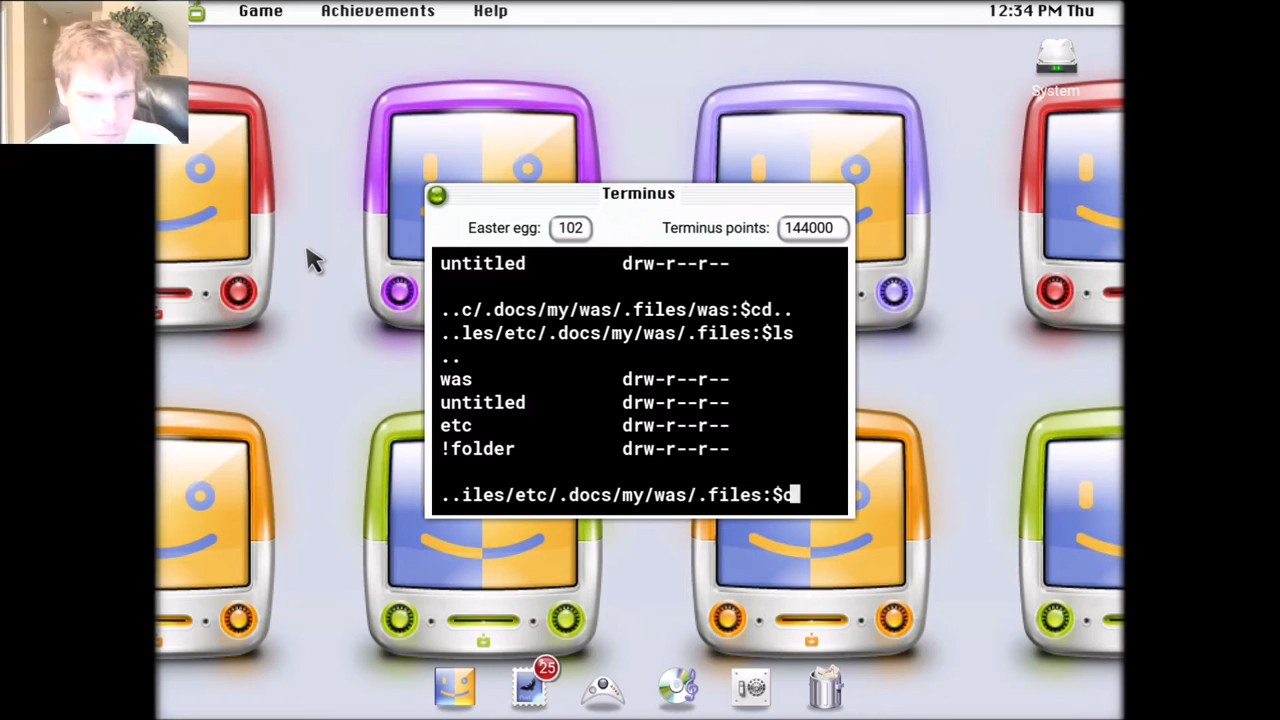 Game Achievements Help 12:34 PM Thu
System
Terminus
Easter egg: 102 Terminus points: 144000
untitled drw-r--r--
..c/.docs/my/was/.files/was:$cd..
..les/etc/.docs/my/was/.files:$ls
..
was drw-r--r--
untitled drw-r--r--
etc drw-r--r--
!folder drw-r--r--
..iles/etc/.docs/my/was/.files:$c
25